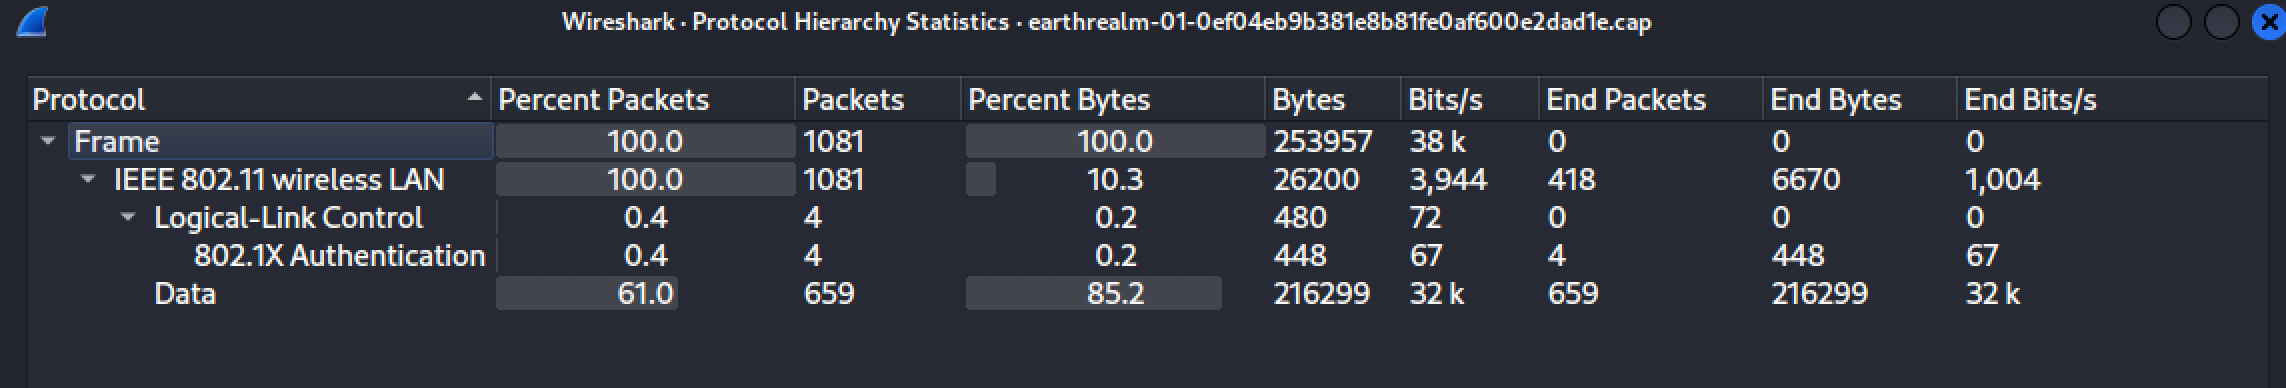 Wireshark · Protocol Hierarchy Statistics · earthrealm-01-0ef04eb9b381e8b81fe0af600e2dad1e.cap
Protocol Percent Packets Packets Percent Bytes Bytes Bits/s End Packets End Bytes End Bits/s
Frame 100.0 1081 100.0 253957 38 k 0 0 0
IEEE 802.11 wireless LAN 100.0 1081 10.3 26200 3,944 418 6670 1,004
Logical-Link Control 0.4 4 0.2 480 72 0 0 0
802.1X Authentication 0.4 4 0.2 448 67 4 448 67
Data 61.0 659 85.2 216299 32 k 659 216299 32 k